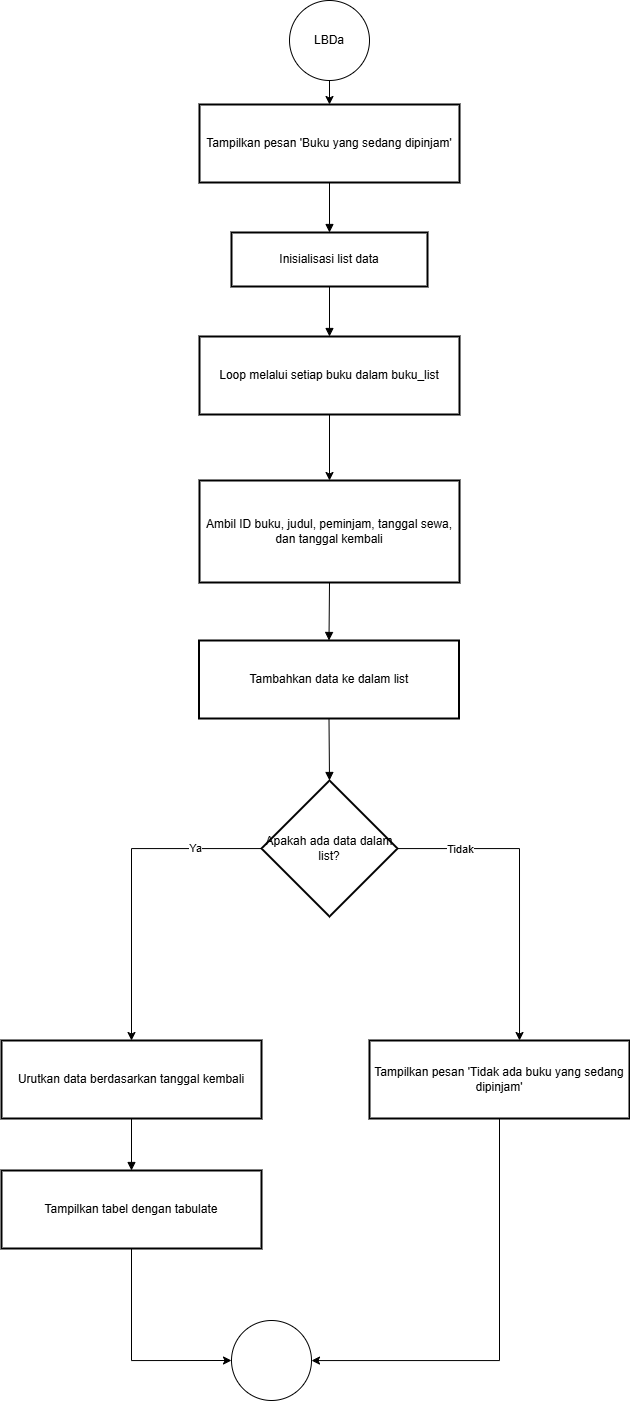 LBDa
Tampilkan pesan 'Buku yang sedang dipinjam'
Inisialisasi list data
Loop melalui setiap buku dalam buku_list
Ambil ID buku, judul, peminjam, tanggal sewa,
dan tanggal kembali
Tambahkan data ke dalam list
Apakah ada data dalam
list?
Ya
Tidak
Urutkan data berdasarkan tanggal kembali
Tampilkan pesan 'Tidak ada buku yang sedang
dipinjam'
Tampilkan tabel dengan tabulate